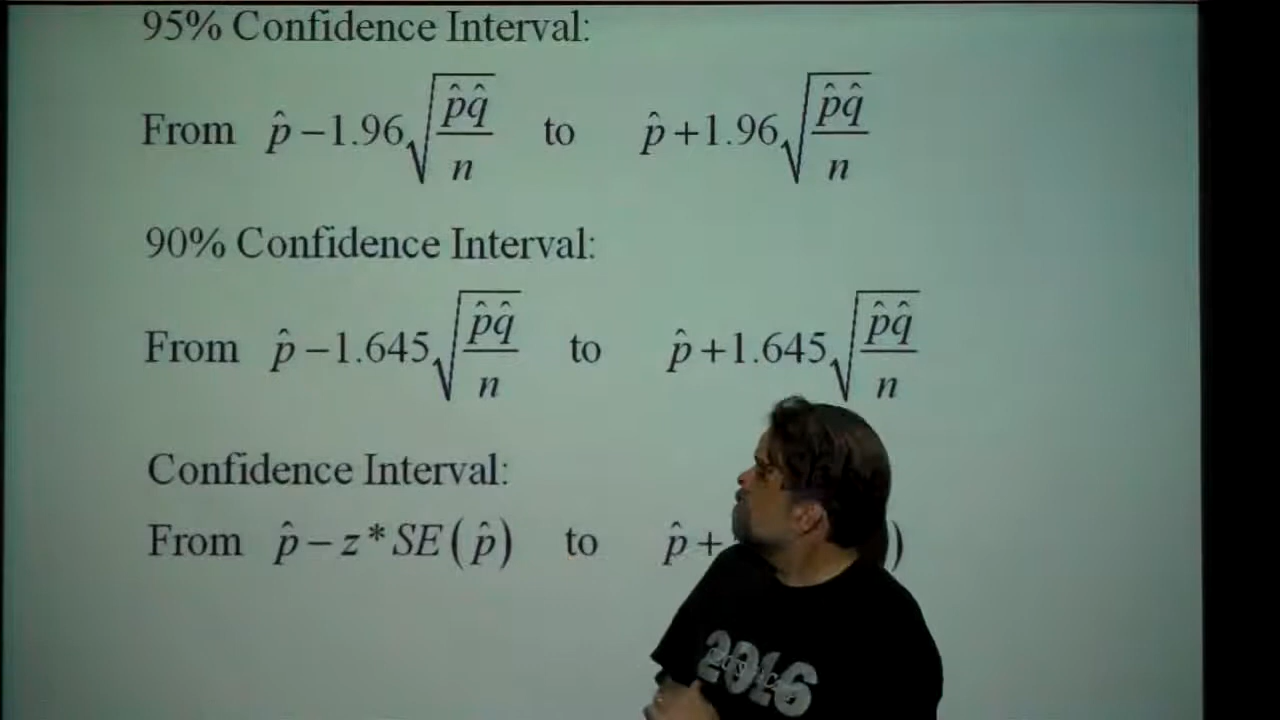 95% Confidence Interval:
From p̂ − 1.96√(p̂q̂/n) to p̂ + 1.96√(p̂q̂/n)
90% Confidence Interval:
From p̂ − 1.645√(p̂q̂/n) to p̂ + 1.645√(p̂q̂/n)
Confidence Interval:
From p̂ − z*SE(p̂) to p̂ + )
2016